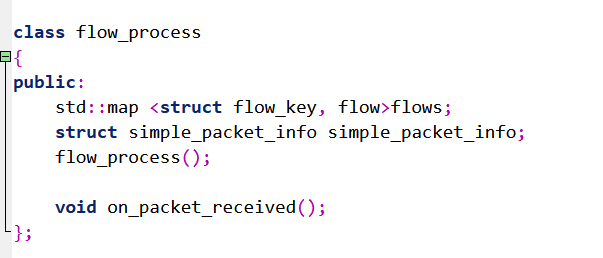 class flow_process
{
public:
    std::map <struct flow_key, flow>flows;
    struct simple_packet_info simple_packet_info;
    flow_process();

    void on_packet_received();
};